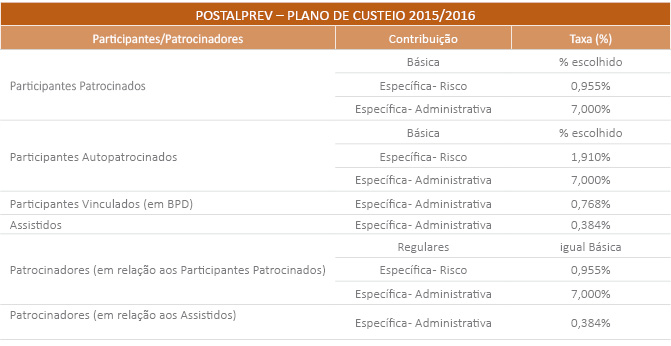 POSTALPREV – PLANO DE CUSTEIO 2015/2016
Participantes/Patrocinadores Contribuição Taxa (%)
Básica % escolhido
Participantes Patrocinados Específica- Risco 0,955%
Específica- Administrativa 7,000%
Básica % escolhido
Participantes Autopatrocinados Específica- Risco 1,910%
Específica- Administrativa 7,000%
Participantes Vinculados (em BPD) Específica- Administrativa 0,768%
Assistidos Específica- Administrativa 0,384%
Regulares igual Básica
Patrocinadores (em relação aos Participantes Patrocinados) Específica- Risco 0,955%
Específica- Administrativa 7,000%
Patrocinadores (em relação aos Assistidos) Específica- Administrativa 0,384%